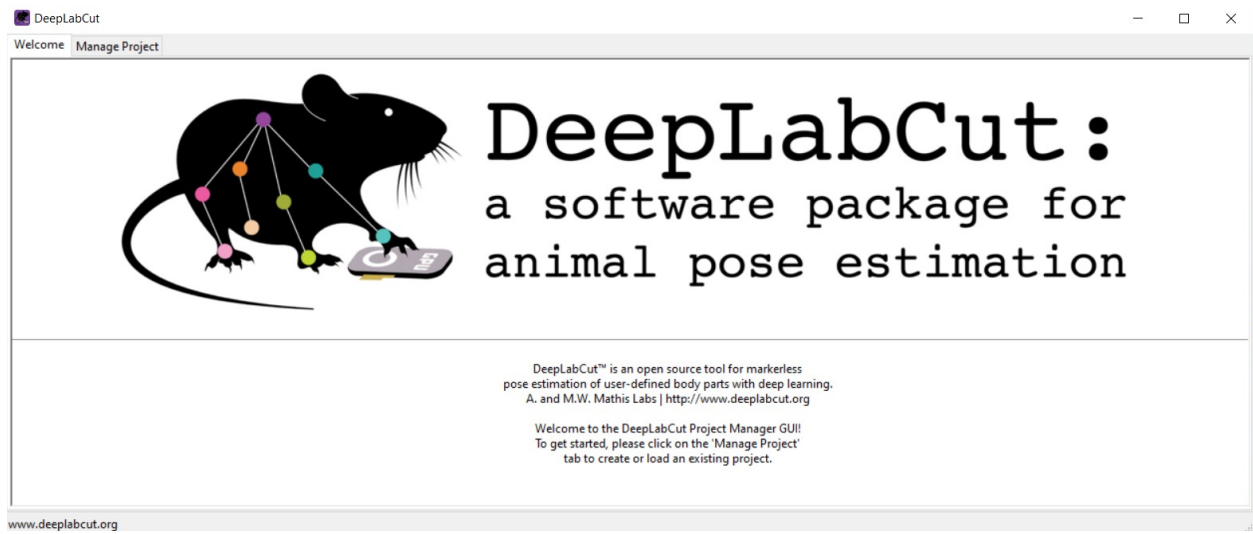 DeepLabCut
Welcome
Manage Project
DeepLabCut:
a software package for
animal pose estimation
GPU
DeepLabCut™ is an open source tool for markerless
pose estimation of user-defined body parts with deep learning.
A. and M.W. Mathis Labs | http://www.deeplabcut.org
Welcome to the DeepLabCut Project Manager GUI!
To get started, please click on the 'Manage Project'
tab to create or load an existing project.
www.deeplabcut.org